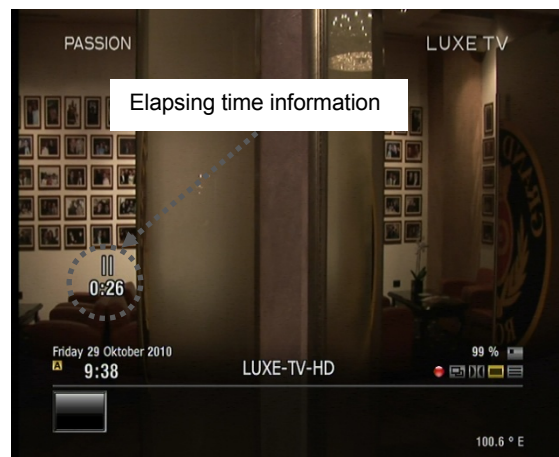 PASSION
LUXE TV
Elapsing time information
0:26
Friday 29 Oktober 2010
99 %
A
9:38
LUXE-TV-HD
100.6 ° E